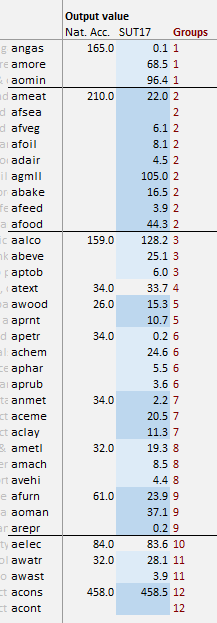 Output value
Nat. Acc. SUT17 Groups
angas 165.0 0.1 1
amore 68.5 1
aomin 96.4 1
ameat 210.0 22.0 2
afsea 2
afveg 6.1 2
afoil 8.1 2
adair 4.5 2
agmll 105.0 2
abake 16.5 2
afeed 3.9 2
afood 44.3 2
aalco 159.0 128.2 3
abeve 25.1 3
aptob 6.0 3
atext 34.0 33.7 4
awood 26.0 15.3 5
aprnt 10.7 5
apetr 34.0 0.2 6
achem 24.6 6
aphar 5.5 6
aprub 3.6 6
anmet 34.0 2.2 7
aceme 20.5 7
aclay 11.3 7
ametl 32.0 19.3 8
amach 8.5 8
avehi 4.4 8
afurn 61.0 23.9 9
aoman 37.1 9
arepr 0.2 9
aelec 84.0 83.6 10
awatr 32.0 28.1 11
awast 3.9 11
acons 458.0 458.5 12
acont 12